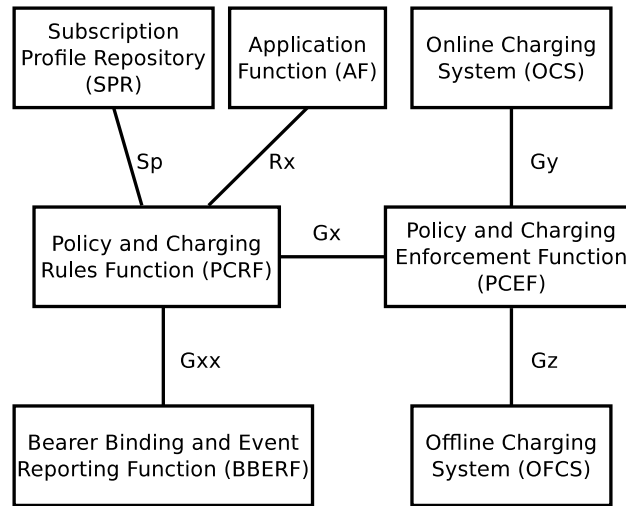 Subscription
Profile Repository
(SPR)
Application
Function (AF)
Online Charging
System (OCS)
Sp
Rx
Gy
Policy and Charging
Rules Function (PCRF)
Gx
Policy and Charging
Enforcement Function
(PCEF)
Gxx
Gz
Bearer Binding and Event
Reporting Function (BBERF)
Offline Charging
System (OFCS)